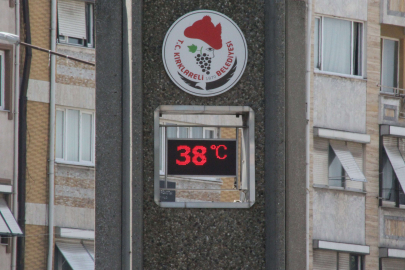 T.C. KIRKLARELİ BELEDİYESİ
38°C